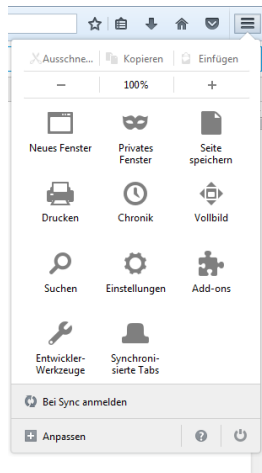 Ausschne... Kopieren Einfügen
− 100% +
Neues Fenster Privates Fenster Seite speichern
Drucken Chronik Vollbild
Suchen Einstellungen Add-ons
Entwickler-Werkzeuge Synchroni-sierte Tabs
Bei Sync anmelden
Anpassen